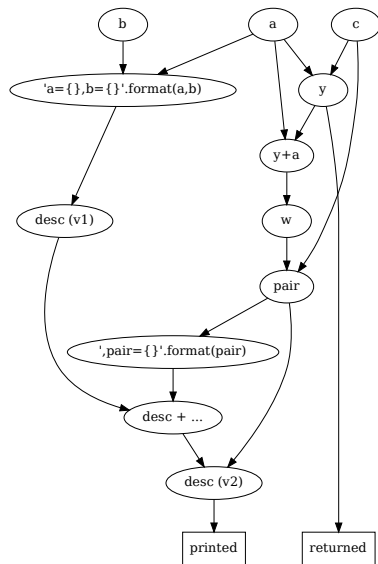 b
a
c
'a={},b={}'.format(a,b)
y
y+a
desc (v1)
w
pair
',pair={}'.format(pair)
desc + ...
desc (v2)
printed
returned